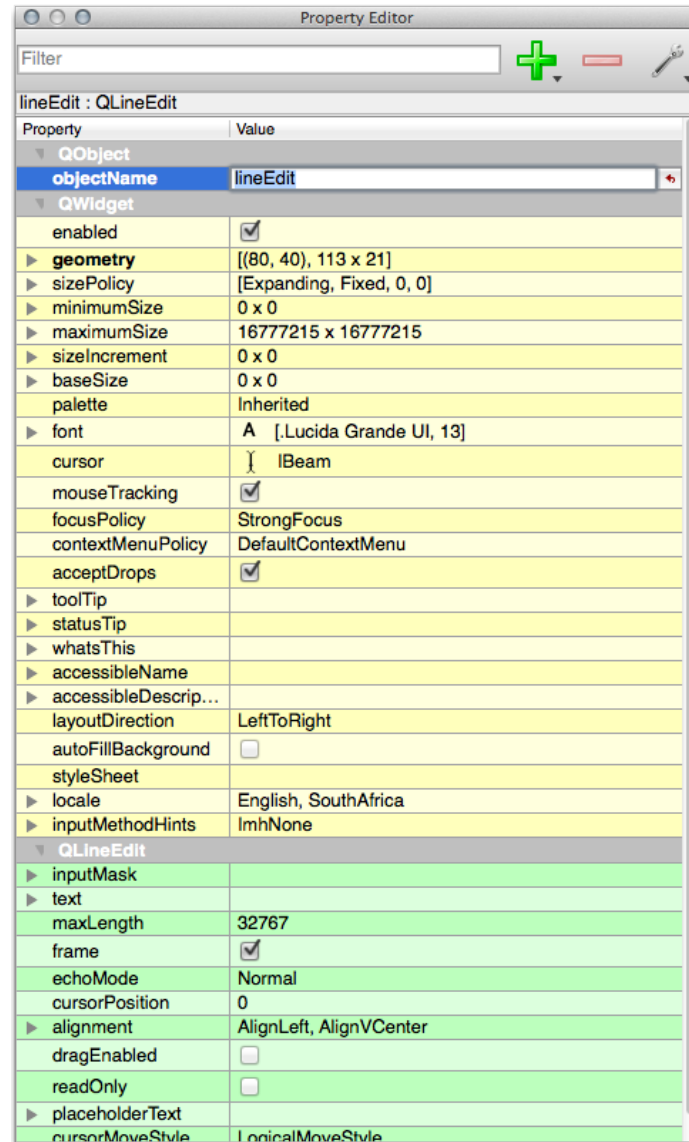 Property Editor
Filter
lineEdit : QLineEdit
Property Value
QObject
objectName lineEdit
QWidget
enabled
geometry [(80, 40), 113 x 21]
sizePolicy [Expanding, Fixed, 0, 0]
minimumSize 0 x 0
maximumSize 16777215 x 16777215
sizeIncrement 0 x 0
baseSize 0 x 0
palette Inherited
font A [.Lucida Grande UI, 13]
cursor IBeam
mouseTracking
focusPolicy StrongFocus
contextMenuPolicy DefaultContextMenu
acceptDrops
toolTip
statusTip
whatsThis
accessibleName
accessibleDescrip...
layoutDirection LeftToRight
autoFillBackground
styleSheet
locale English, SouthAfrica
inputMethodHints ImhNone
QLineEdit
inputMask
text
maxLength 32767
frame
echoMode Normal
cursorPosition 0
alignment AlignLeft, AlignVCenter
dragEnabled
readOnly
placeholderText
cursorMoveStyle LogicalMoveStyle